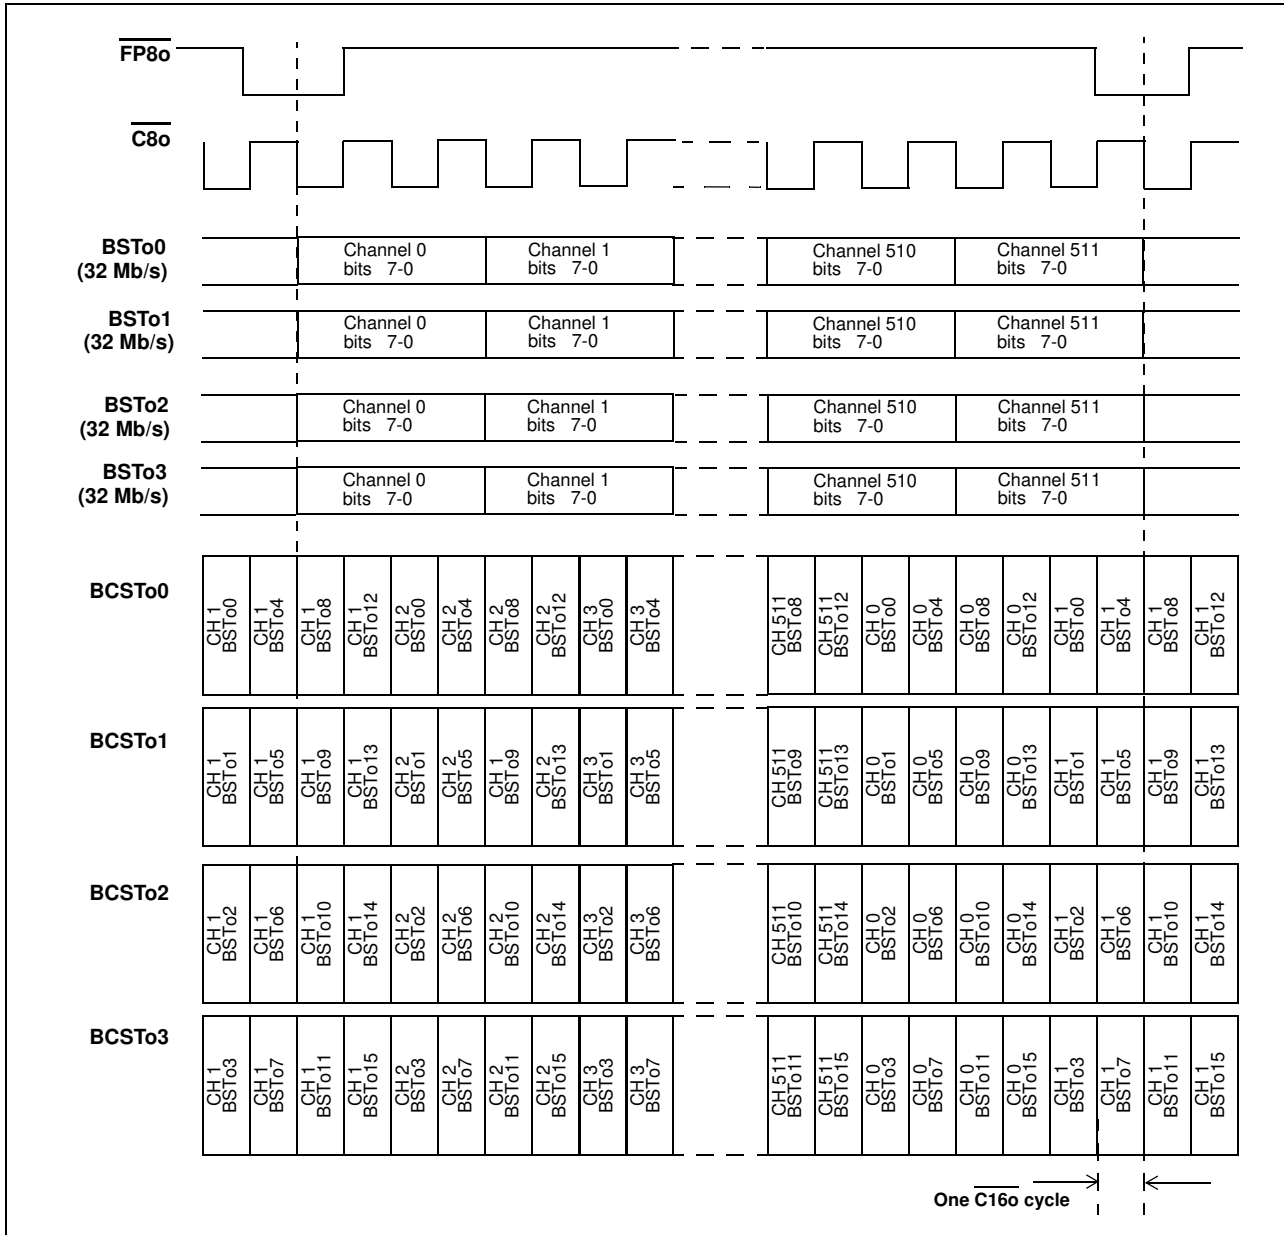 FP8o
C8o
BSTo0
(32 Mb/s)
Channel 0
bits 7-0
Channel 1
bits 7-0
Channel 510
bits 7-0
Channel 511
bits 7-0
BSTo1
(32 Mb/s)
Channel 0
bits 7-0
Channel 1
bits 7-0
Channel 510
bits 7-0
Channel 511
bits 7-0
BSTo2
(32 Mb/s)
Channel 0
bits 7-0
Channel 1
bits 7-0
Channel 510
bits 7-0
Channel 511
bits 7-0
BSTo3
(32 Mb/s)
Channel 0
bits 7-0
Channel 1
bits 7-0
Channel 510
bits 7-0
Channel 511
bits 7-0
BCSTo0
CH 1
BSTo0
CH 1
BSTo4
CH 1
BSTo8
CH 1
BSTo12
CH 2
BSTo0
CH 2
BSTo4
CH 2
BSTo8
CH 2
BSTo12
CH 3
BSTo0
CH 3
BSTo4
CH 511
BSTo8
CH 511
BSTo12
CH 0
BSTo0
CH 0
BSTo4
CH 0
BSTo8
CH 0
BSTo12
CH 1
BSTo0
CH 1
BSTo4
CH 1
BSTo8
CH 1
BSTo12
BCSTo1
CH 1
BSTo1
CH 1
BSTo5
CH 1
BSTo9
CH 1
BSTo13
CH 2
BSTo1
CH 2
BSTo5
CH 1
BSTo9
CH 2
BSTo13
CH 3
BSTo1
CH 3
BSTo5
CH 511
BSTo9
CH 511
BSTo13
CH 0
BSTo1
CH 0
BSTo5
CH 0
BSTo9
CH 0
BSTo13
CH 1
BSTo1
CH 1
BSTo5
CH 1
BSTo9
CH 1
BSTo13
BCSTo2
CH 1
BSTo2
CH 1
BSTo6
CH 1
BSTo10
CH 1
BSTo14
CH 2
BSTo2
CH 2
BSTo6
CH 2
BSTo10
CH 2
BSTo14
CH 3
BSTo2
CH 3
BSTo6
CH 511
BSTo10
CH 511
BSTo14
CH 0
BSTo2
CH 0
BSTo6
CH 0
BSTo10
CH 0
BSTo14
CH 1
BSTo2
CH 1
BSTo6
CH 1
BSTo10
CH 1
BSTo14
BCSTo3
CH 1
BSTo3
CH 1
BSTo7
CH 1
BSTo11
CH 1
BSTo15
CH 2
BSTo3
CH 2
BSTo7
CH 2
BSTo11
CH 2
BSTo15
CH 3
BSTo3
CH 3
BSTo7
CH 511
BSTo11
CH 511
BSTo15
CH 0
BSTo3
CH 0
BSTo7
CH 0
BSTo11
CH 0
BSTo15
CH 1
BSTo3
CH 1
BSTo7
CH 1
BSTo11
CH 1
BSTo15
One C16o cycle